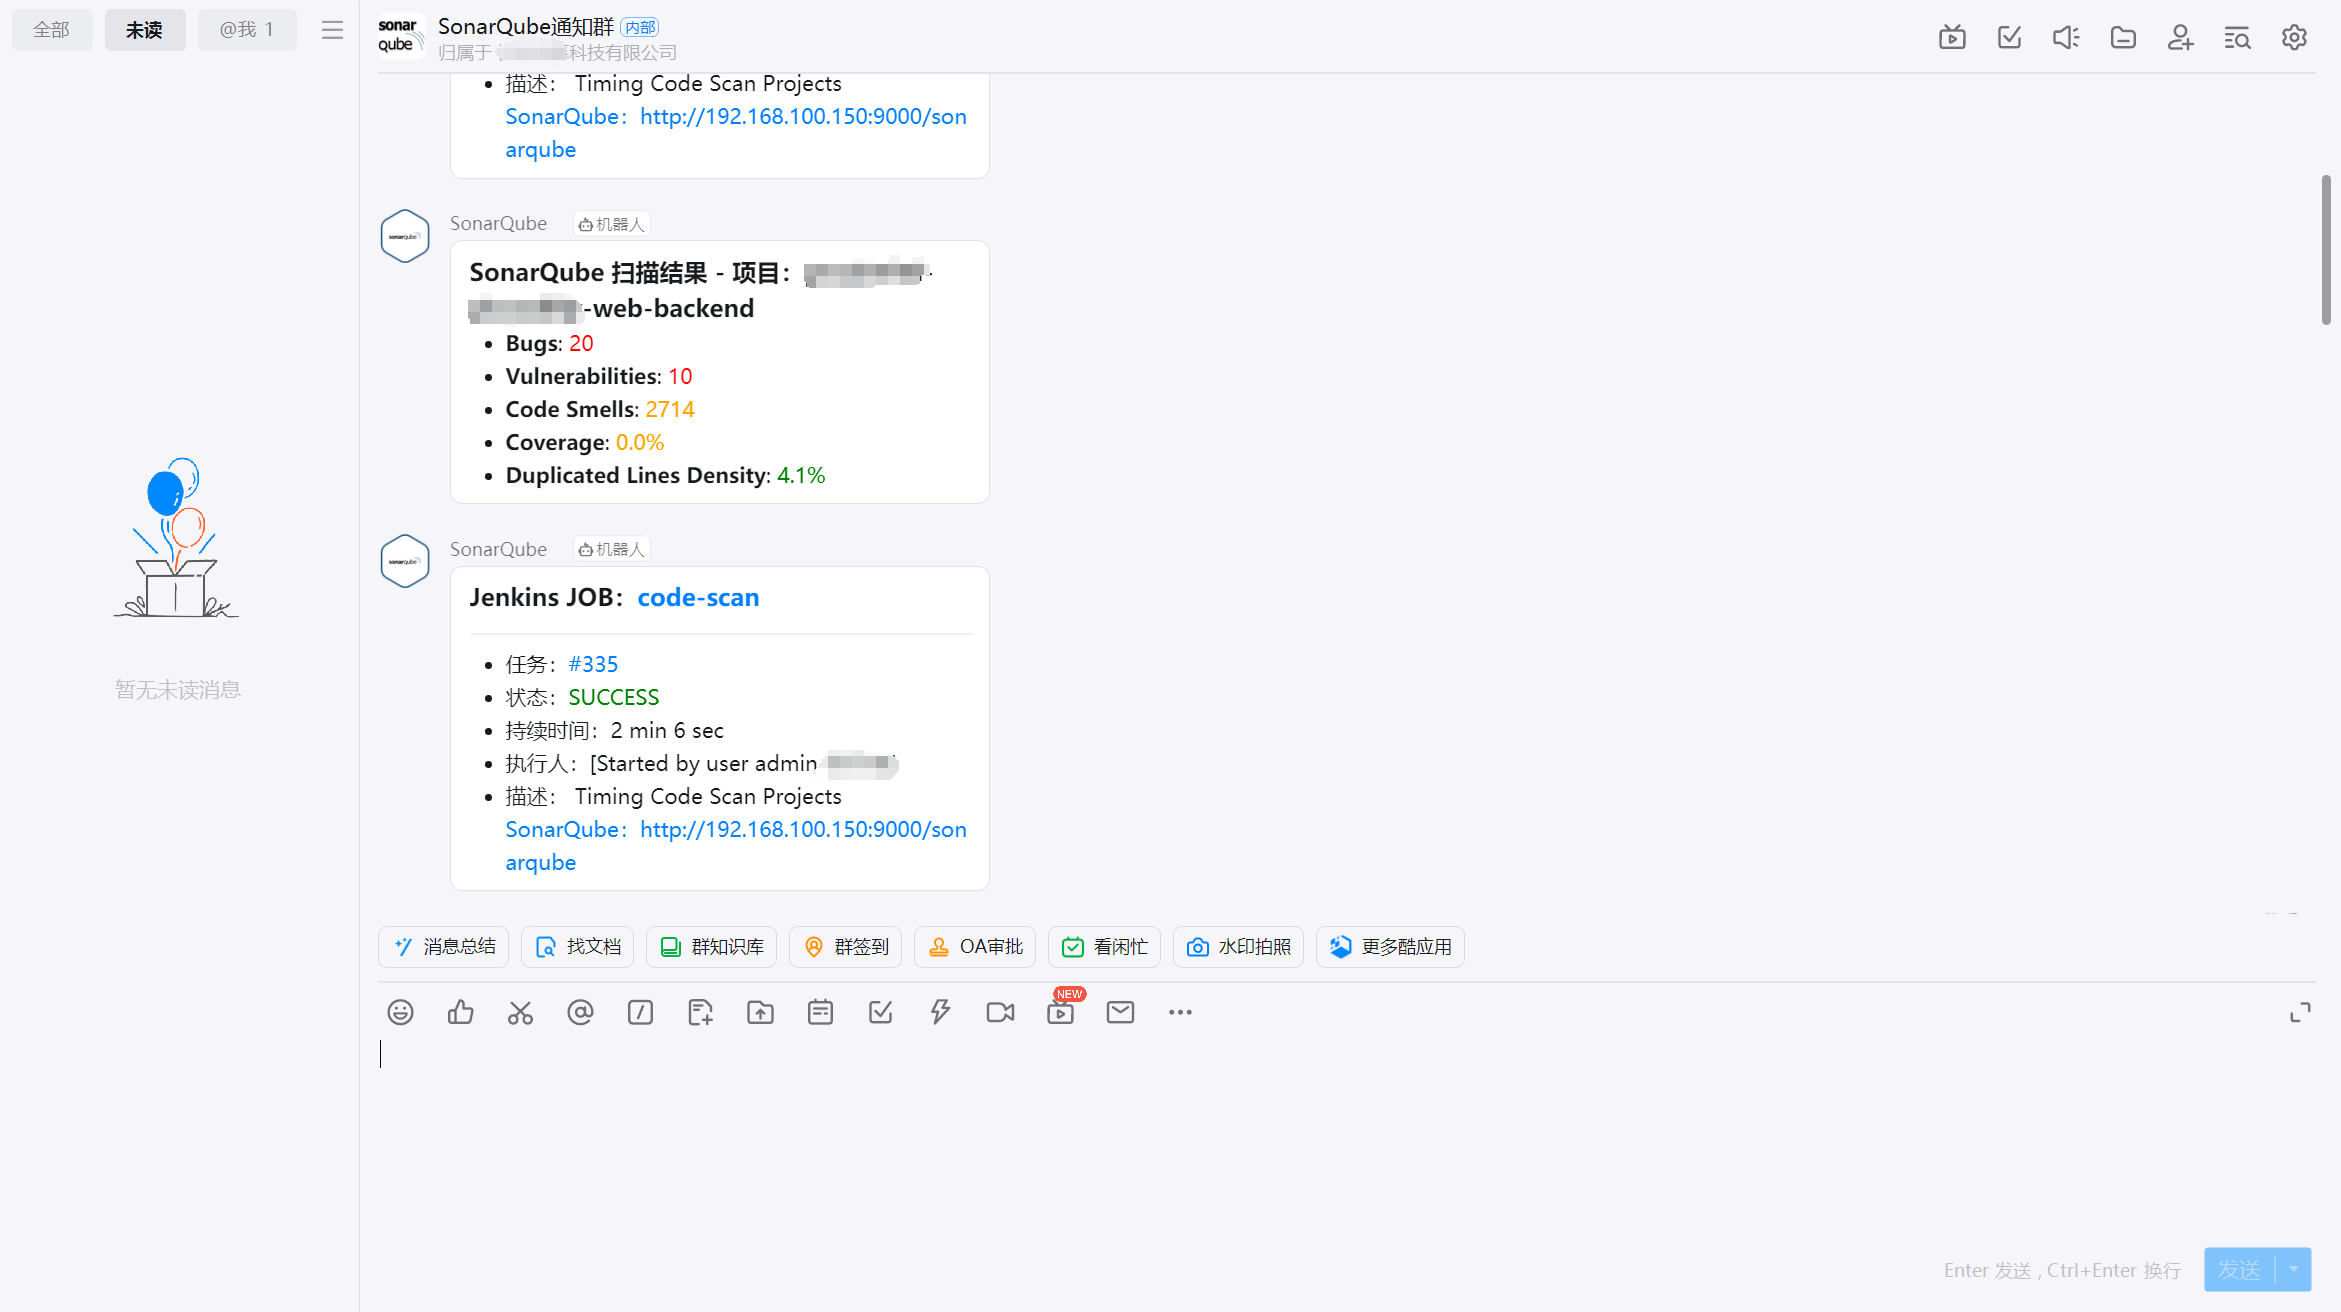 全部
未读
@我 1
sonar
qube
SonarQube通知群 内部
归属于 科技有限公司
描述： Timing Code Scan Projects
SonarQube：http://192.168.100.150:9000/son
arqube
SonarQube 机器人
SonarQube 扫描结果 - 项目： -
-web-backend
Bugs: 20
Vulnerabilities: 10
Code Smells: 2714
Coverage: 0.0%
Duplicated Lines Density: 4.1%
SonarQube 机器人
Jenkins JOB：code-scan
任务：#335
状态：SUCCESS
持续时间：2 min 6 sec
执行人：[Started by user admin
描述： Timing Code Scan Projects
SonarQube：http://192.168.100.150:9000/son
arqube
暂无未读消息
消息总结 找文档 群知识库 群签到 OA审批 看闲忙 水印拍照 更多酷应用
NEW
Enter 发送 , Ctrl+Enter 换行
发送